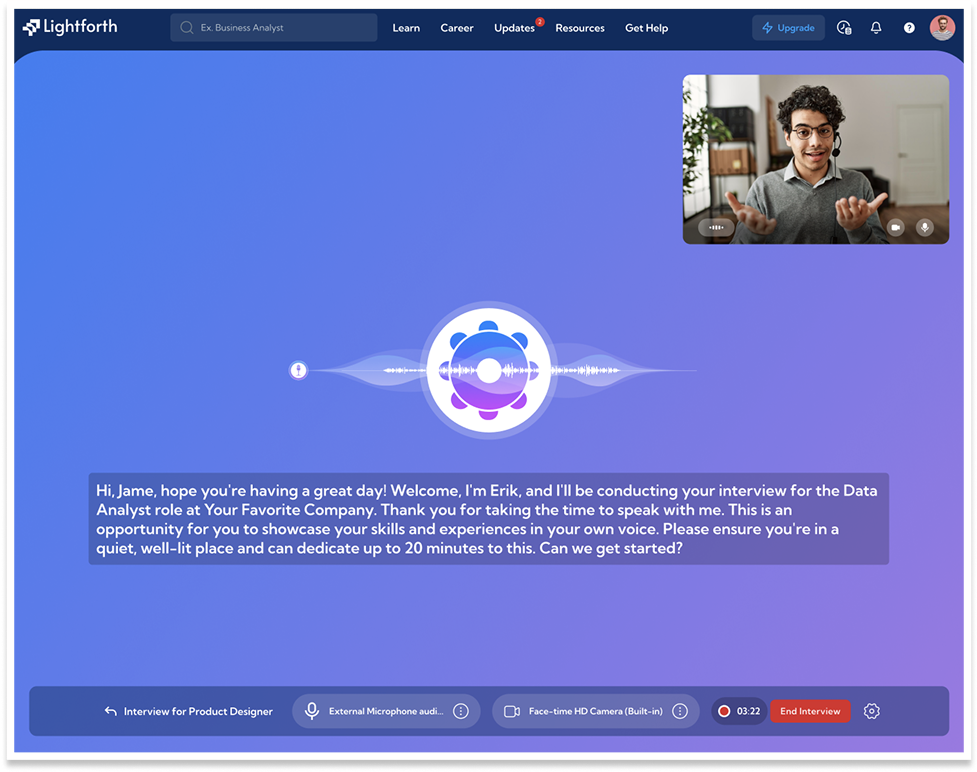 Lightforth
Ex. Business Analyst
Learn
Career
Updates
2
Resources
Get Help
Upgrade
Hi, Jame, hope you're having a great day! Welcome, I'm Erik, and I'll be conducting your interview for the Data
Analyst role at Your Favorite Company. Thank you for taking the time to speak with me. This is an
opportunity for you to showcase your skills and experiences in your own voice. Please ensure you're in a
quiet, well-lit place and can dedicate up to 20 minutes to this. Can we get started?
Interview for Product Designer
External Microphone audi...
Face-time HD Camera (Built-in)
03:22
End Interview